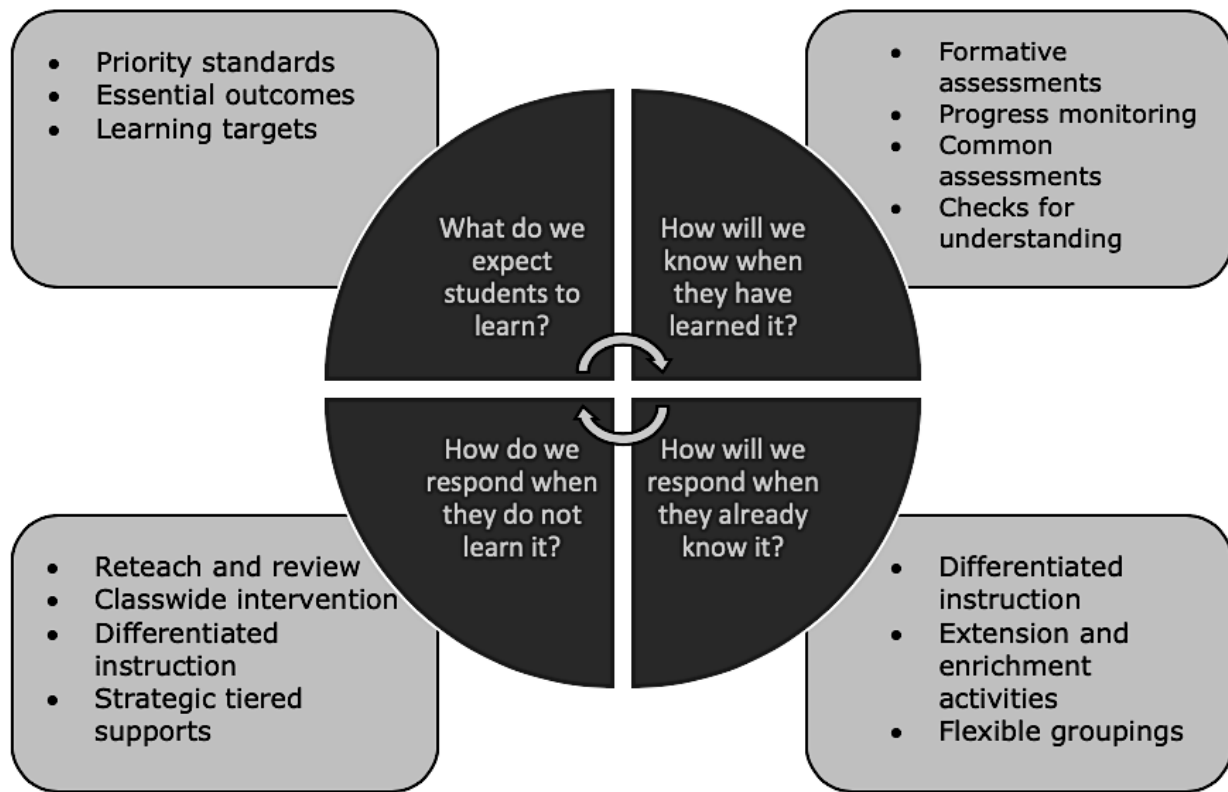 • Priority standards
• Essential outcomes
• Learning targets
• Formative
assessments
• Progress monitoring
• Common
assessments
• Checks for
understanding
What do we
expect
students to
learn?
How will we
know when
they have
learned it?
How do we
respond when
they do not
learn it?
How will we
respond when
they already
know it?
• Reteach and review
• Classwide intervention
• Differentiated
instruction
• Strategic tiered
supports
• Differentiated
instruction
• Extension and
enrichment
activities
• Flexible groupings